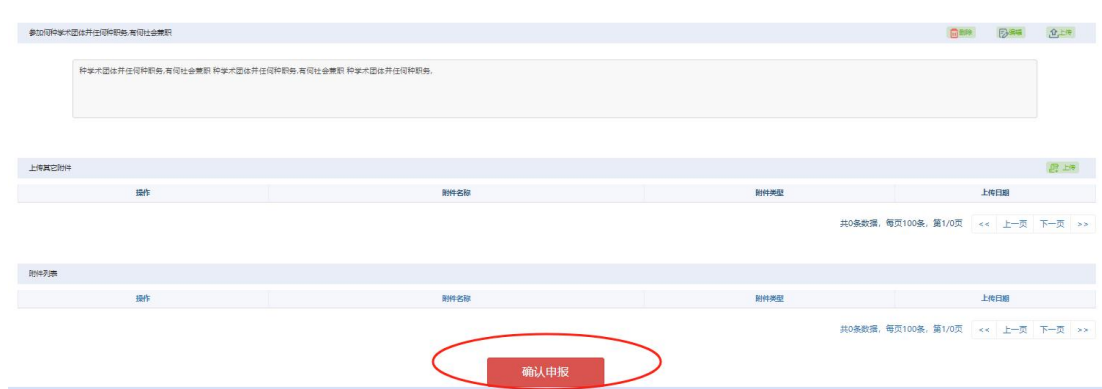 参加何种学术团体并任何种职务,有何社会兼职 删除 编辑 上传
种学术团体并任何种职务,有何社会兼职 种学术团体并任何种职务,有何社会兼职 种学术团体并任何种职务,
上传其它附件 上传
操作 附件名称 附件类型 上传日期
共0条数据, 每页100条, 第1/0页 << 上一页 下一页 >>
附件列表
操作 附件名称 附件类型 上传日期
共0条数据, 每页100条, 第1/0页 << 上一页 下一页 >>
确认申报